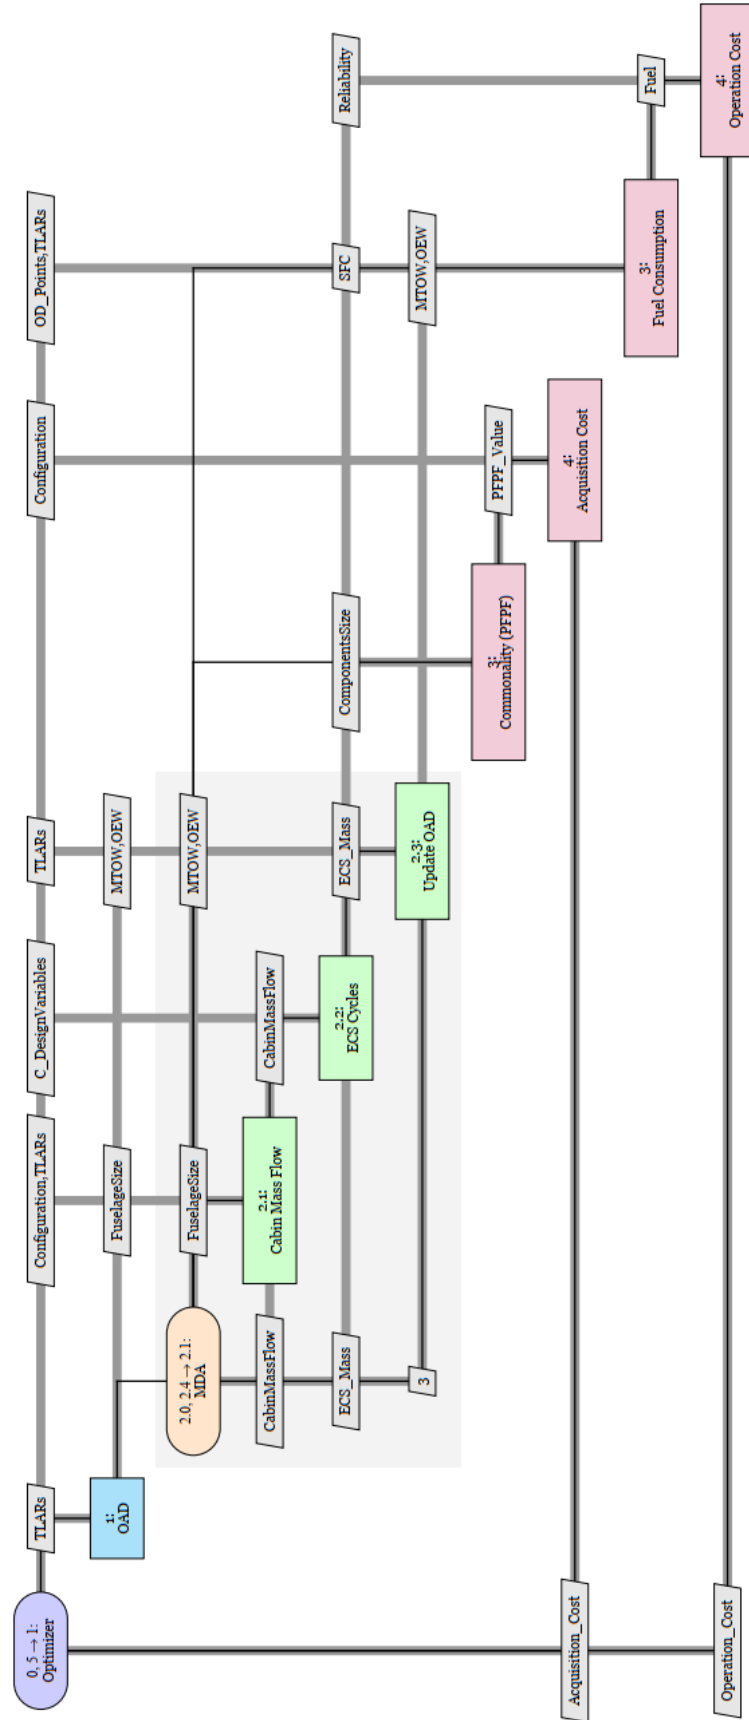 0, 5 → 1:
Optimizer
TLARs
Configuration,TLARs
C_DesignVariables
TLARs
Configuration
OD_Points,TLARs
1:
OAD
FuselageSize
MTOW,OEW
2.0, 2.4 → 2.1:
MDA
FuselageSize
MTOW,OEW
CabinMassFlow
2.1:
Cabin Mass Flow
CabinMassFlow
ECS_Mass
2.2:
ECS Cycles
ECS_Mass
ComponentsSize
SFC
Reliability
3
2.3:
Update OAD
MTOW,OEW
3:
Commonality (PFPF)
PFPF_Value
Acquisition_Cost
4:
Acquisition Cost
3:
Fuel Consumption
Fuel
Operation_Cost
4:
Operation Cost